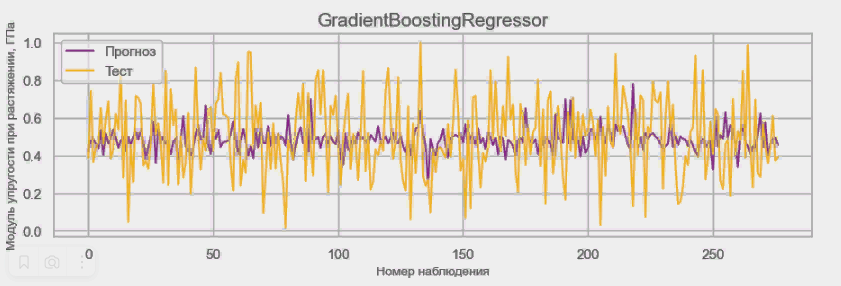 GradientBoostingRegressor
Модуль упругости при растяжении, ГПа
1.0
0.8
0.6
0.4
0.2
0.0
Прогноз
Тест
0
50
100
150
200
250
Номер наблюдения